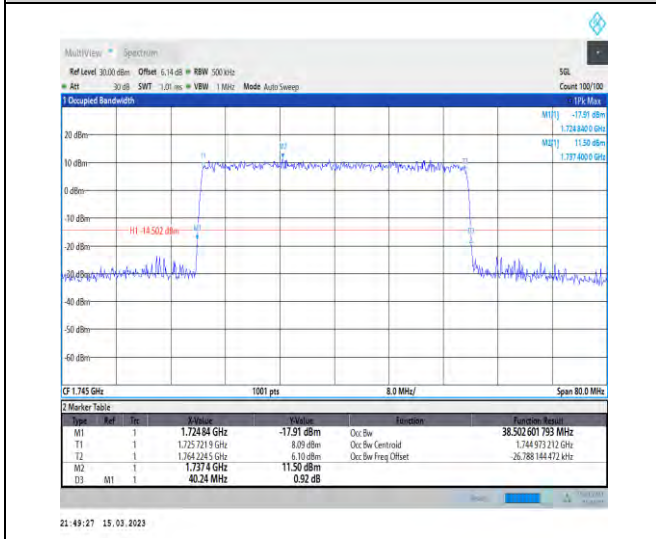 MultiView Spectrum
Ref Level 30.00 dBm Offset 6.14 dB RBW 500 kHz SGL
Att 30 dB SWT 1.01 ms VBW 1 MHz Mode Auto Sweep Count 100/100
1 Occupied Bandwidth 1Pk Max
M1[1] -17.91 dBm
1.724 840 0 GHz
M2[1] 11.50 dBm
1.737 400 0 GHz
20 dBm
10 dBm
0 dBm
-10 dBm
H1 -14.502 dBm
-30 dBm
-40 dBm
-50 dBm
-60 dBm
CF 1.745 GHz 1001 pts 8.0 MHz/ Span 80.0 MHz
2 Marker Table
Type Ref Trc X-Value Y-Value Function Function Result
M1 1 1.724 84 GHz -17.91 dBm Occ Bw 38.502 601 793 MHz
T1 1 1.725 721 9 GHz 8.09 dBm Occ Bw Centroid 1.744 973 212 GHz
T2 1 1.764 224 5 GHz 6.10 dBm Occ Bw Freq Offset -26.788 144 472 kHz
M2 1 1.737 4 GHz 11.50 dBm
D3 M1 1 40.24 MHz 0.92 dB
21:49:27 15.03.2023